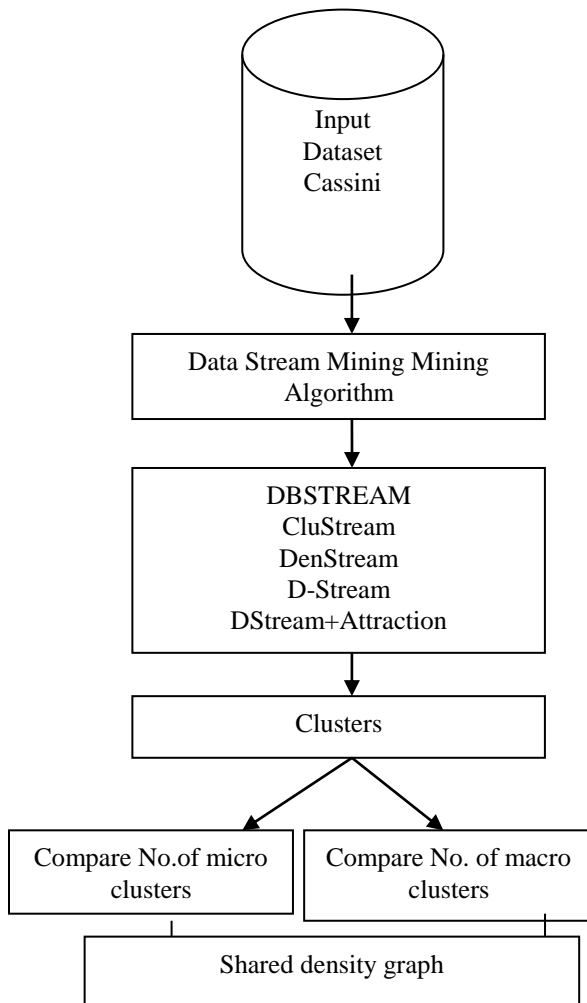 Input
Dataset
Cassini
Data Stream Mining Mining
Algorithm
DBSTREAM
CluStream
DenStream
D-Stream
DStream+Attraction
Clusters
Compare No.of micro
clusters
Compare No. of macro
clusters
Shared density graph